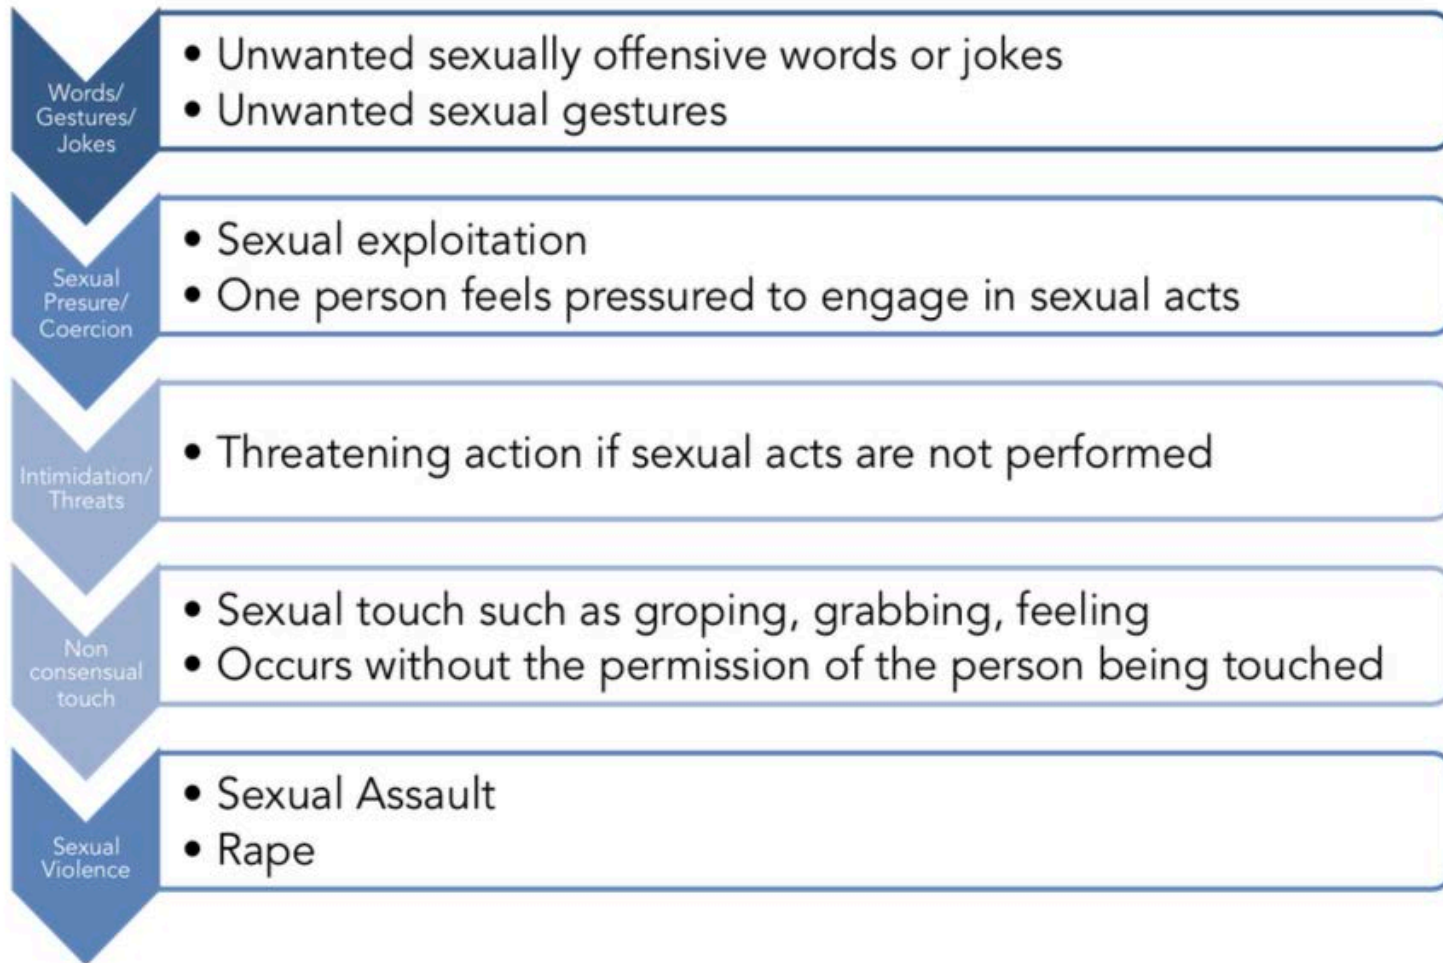 Words/
Gestures/
Jokes
• Unwanted sexually offensive words or jokes
• Unwanted sexual gestures
Sexual
Presure/
Coercion
• Sexual exploitation
• One person feels pressured to engage in sexual acts
Intimidation/
Threats
• Threatening action if sexual acts are not performed
Non
consensual
touch
• Sexual touch such as groping, grabbing, feeling
• Occurs without the permission of the person being touched
Sexual
Violence
• Sexual Assault
• Rape